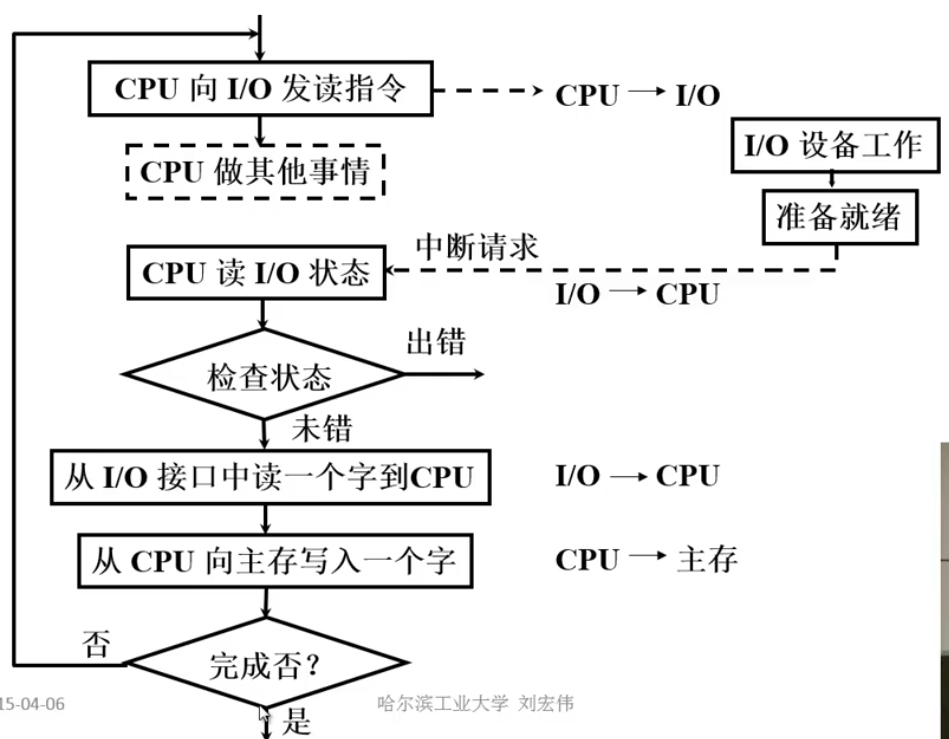 CPU 向 I/O 发读指令
CPU → I/O
I/O 设备工作
CPU 做其他事情
准备就绪
中断请求
CPU 读 I/O 状态
I/O → CPU
出错
检查状态
未错
从 I/O 接口中读一个字到CPU
I/O → CPU
从 CPU 向主存写入一个字
CPU → 主存
否
完成否？
15-04-06
哈尔滨工业大学 刘宏伟
是